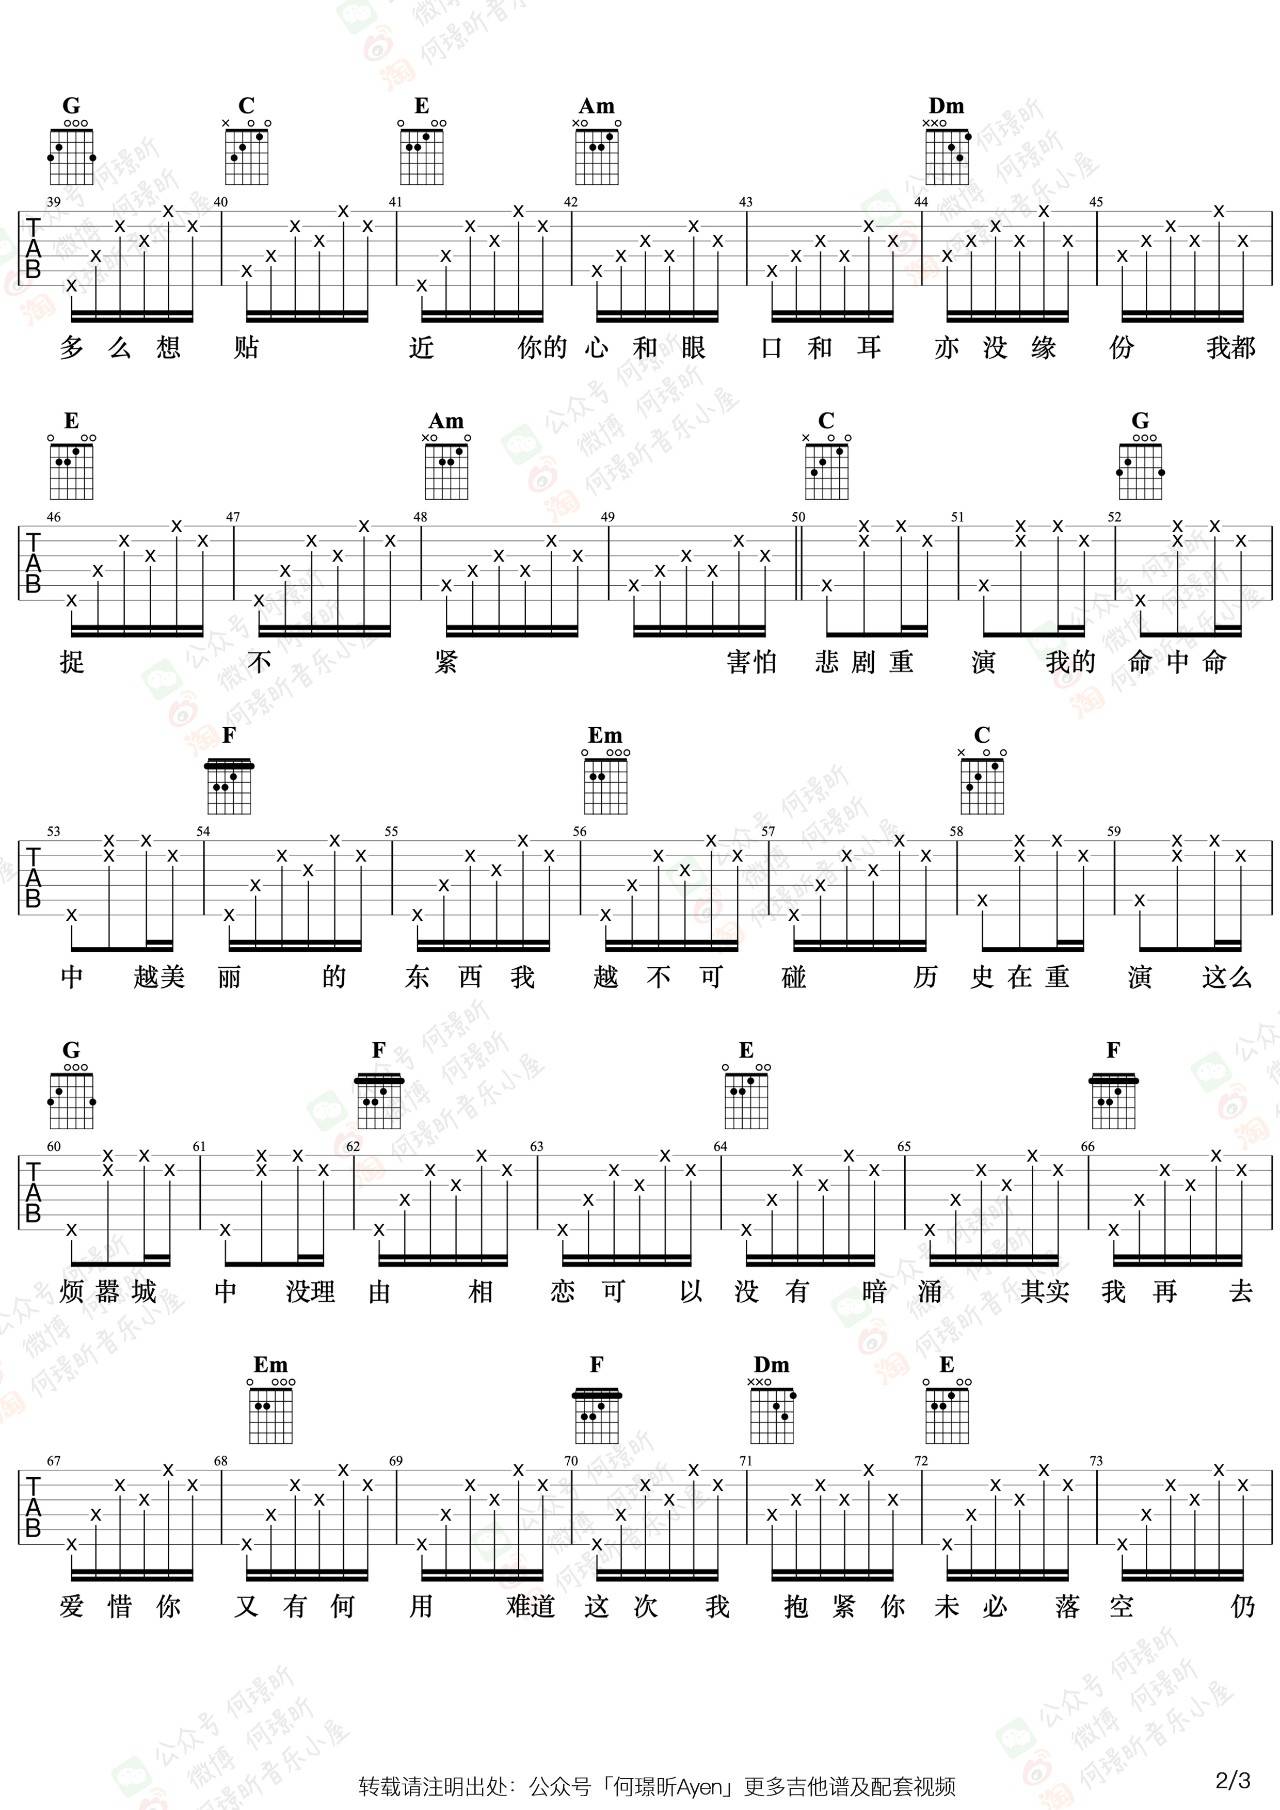 G C E Am Dm
39 40 41 42 43 44 45
TAB
多么想 贴 近 你的心和眼 口和耳 亦没缘 份 我都
E Am C G
46 47 48 49 50 51 52
TAB
捉 不 紧 害怕 悲剧重 演 我的 命中命
F Em C
53 54 55 56 57 58 59
TAB
中 越美丽 的 东西我 越不可 碰 历 史在重 演 这么
G F E F
60 61 62 63 64 65 66
TAB
烦嚣城 中 没理由 相 恋可 以 没有 暗 涌 其实 我再 去
Em F Dm E
67 68 69 70 71 72 73
TAB
爱惜你 又有何 用 难道 这次 我 抱紧你 未必 落 空 仍
转载请注明出处：公众号「何璟昕Ayen」更多吉他谱及配套视频
2/3
公众号 何璟昕
微博 何璟昕
淘 何璟昕音乐小屋